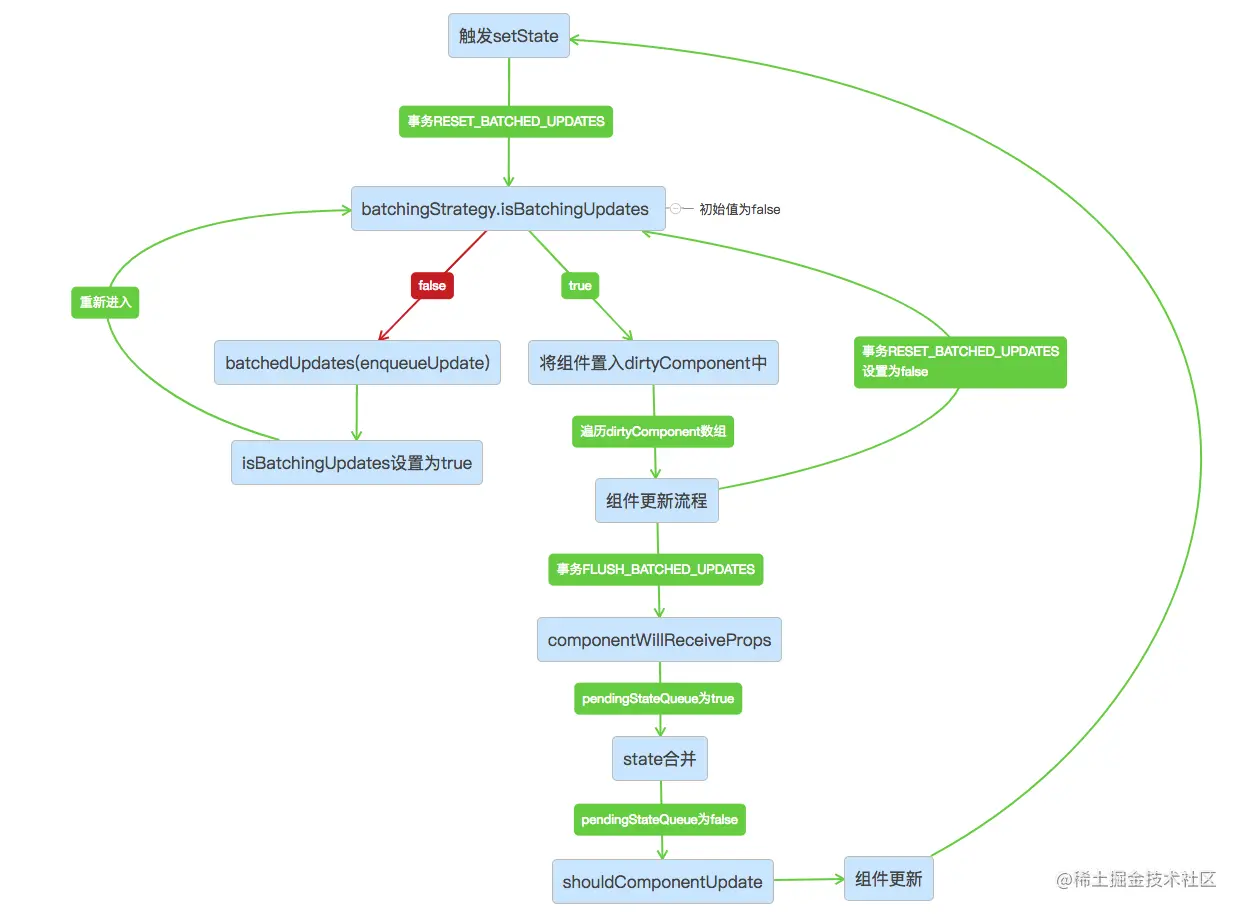 触发setState
事务RESET_BATCHED_UPDATES
batchingStrategy.isBatchingUpdates
初始值为false
false
true
重新进入
batchedUpdates(enqueueUpdate)
将组件置入dirtyComponent中
事务RESET_BATCHED_UPDATES
设置为false
遍历dirtyComponent数组
isBatchingUpdates设置为true
组件更新流程
事务FLUSH_BATCHED_UPDATES
componentWillReceiveProps
pendingStateQueue为true
state合并
pendingStateQueue为false
shouldComponentUpdate
组件更新
@稀土掘金技术社区